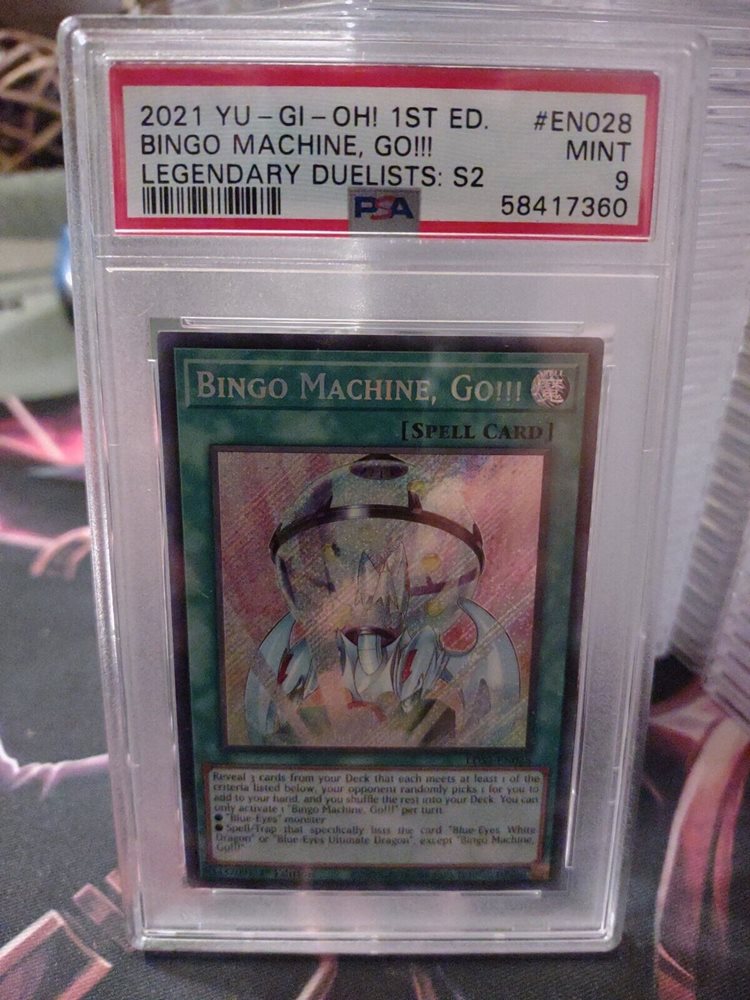 2021 YU-GI-OH! 1ST ED. #EN028
BINGO MACHINE, GO!!! MINT
LEGENDARY DUELISTS: S2 9
PSA 58417360
BINGO MACHINE, GO!!!
[SPELL CARD]
EN028
Reveal 3 cards from your Deck that each meets at least 1 of the
criteria listed below, your opponent randomly picks 1 for you to
add to your hand, and you shuffle the rest into your Deck. You can
only activate 1 "Bingo Machine, Go!!!" per turn.
● "Blue-Eyes" monster
● Spell/Trap that specifically lists the card "Blue-Eyes White
Dragon" or "Blue-Eyes Ultimate Dragon", except "Bingo Machine,
Go!!!"